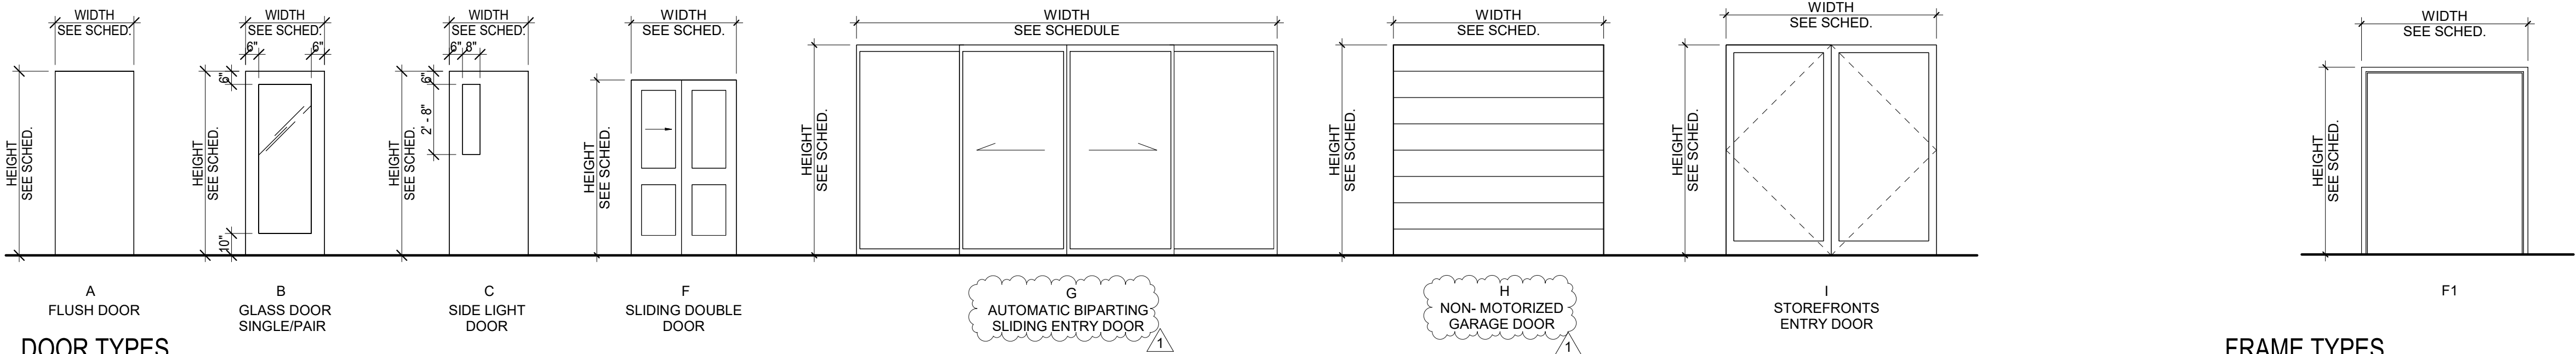 WIDTH
SEE SCHED.
HEIGHT
SEE SCHED.
A
FLUSH DOOR
WIDTH
SEE SCHED.
6"
6"
6"
10"
HEIGHT
SEE SCHED.
B
GLASS DOOR
SINGLE/PAIR
WIDTH
SEE SCHED.
6"
8"
6"
2' - 8"
HEIGHT
SEE SCHED.
C
SIDE LIGHT
DOOR
WIDTH
SEE SCHED.
HEIGHT
SEE SCHED.
F
SLIDING DOUBLE
DOOR
WIDTH
SEE SCHEDULE
HEIGHT
SEE SCHED.
G
AUTOMATIC BIPARTING
SLIDING ENTRY DOOR
1
WIDTH
SEE SCHED.
HEIGHT
SEE SCHED.
H
NON- MOTORIZED
GARAGE DOOR
1
WIDTH
SEE SCHED.
HEIGHT
SEE SCHED.
I
STOREFRONTS
ENTRY DOOR
WIDTH
SEE SCHED.
HEIGHT
SEE SCHED.
F1
DOOR TYPES
FRAME TYPES